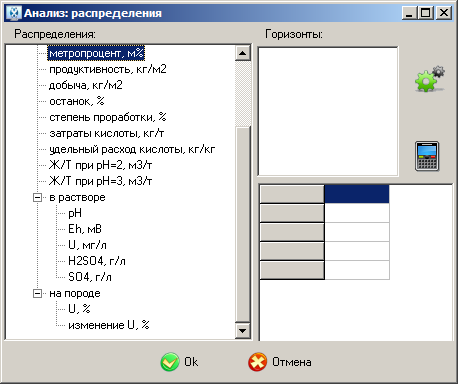 Анализ: распределения
Распределения:
Горизонты:
метропроцент, м%
продуктивность, кг/м2
добыча, кг/м2
останок, %
степень проработки, %
затраты кислоты, кг/т
удельный расход кислоты, кг/кг
Ж/Т при pH=2, м3/т
Ж/Т при pH=3, м3/т
в растворе
pH
Eh, мВ
U, мг/л
H2SO4, г/л
SO4, г/л
на породе
U, %
изменение U, %
Ok
Отмена